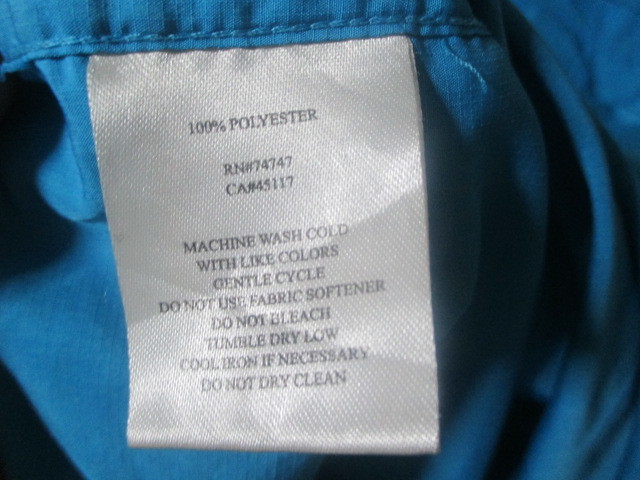 100% POLYESTER
RN#74747
CA#45117
MACHINE WASH COLD
WITH LIKE COLORS
GENTLE CYCLE
DO NOT USE FABRIC SOFTENER
DO NOT BLEACH
TUMBLE DRY LOW
COOL IRON IF NECESSARY
DO NOT DRY CLEAN